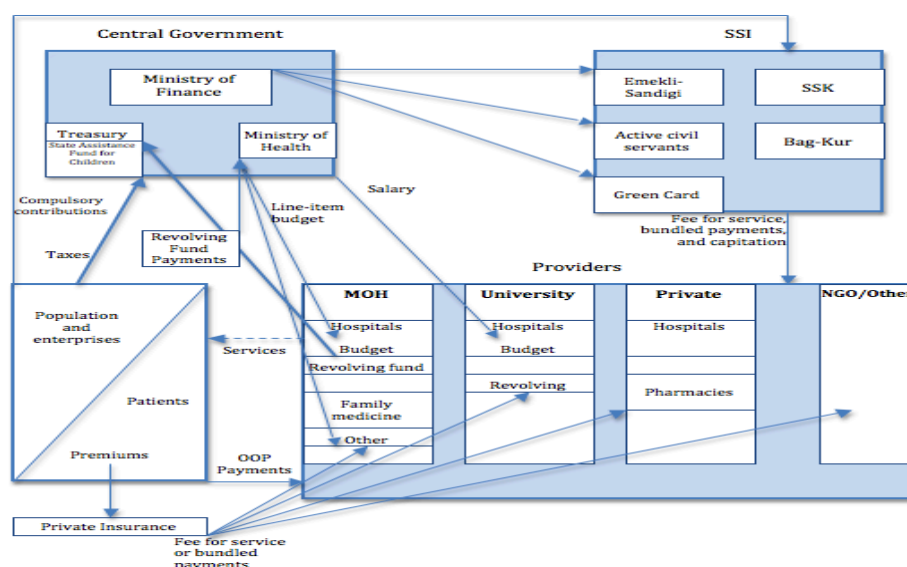 Central Government
SSI
Ministry of
Finance
Treasury
State Assistance
Fund for
Children
Ministry of
Health
Emekli-
Sandigi
SSK
Active civil
servants
Bag-Kur
Green Card
Compulsory
contributions
Taxes
Revolving
Fund
Payments
Line-item
budget
Salary
Fee for service,
bundled payments,
and capitation
Providers
Population
and
enterprises
Patients
Premiums
Services
OOP
Payments
MOH
Hospitals
Budget
Revolving fund
Family
medicine
Other
University
Hospitals
Budget
Revolving
Private
Hospitals
Pharmacies
NGO/Other
Private Insurance
Fee for service
or bundled
payments